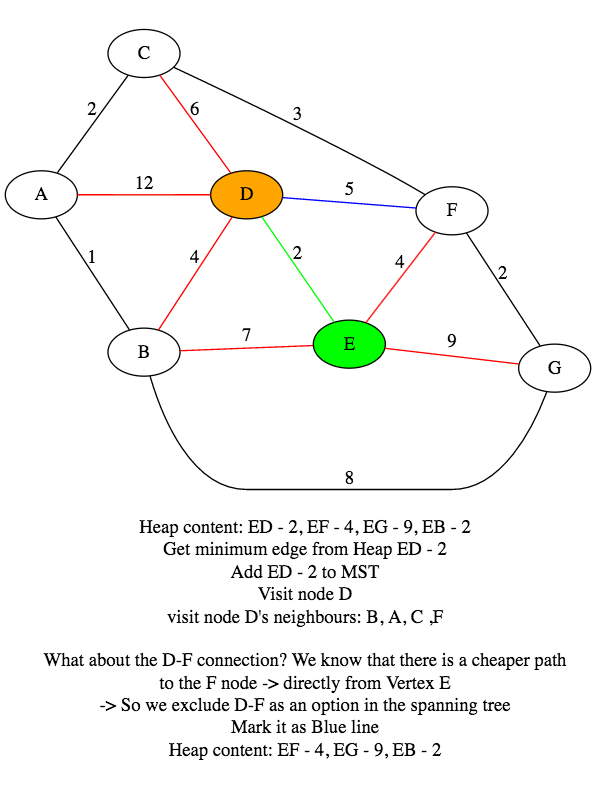 C
2
6
3
A
12
D
5
F
1
4
2
4
2
B
7
E
9
G
8
Heap content: ED - 2, EF - 4, EG - 9, EB - 2
Get minimum edge from Heap ED - 2
Add ED - 2 to MST
Visit node D
visit node D's neighbours: B, A, C ,F
What about the D-F connection? We know that there is a cheaper path
to the F node -> directly from Vertex E
-> So we exclude D-F as an option in the spanning tree
Mark it as Blue line
Heap content: EF - 4, EG - 9, EB - 2